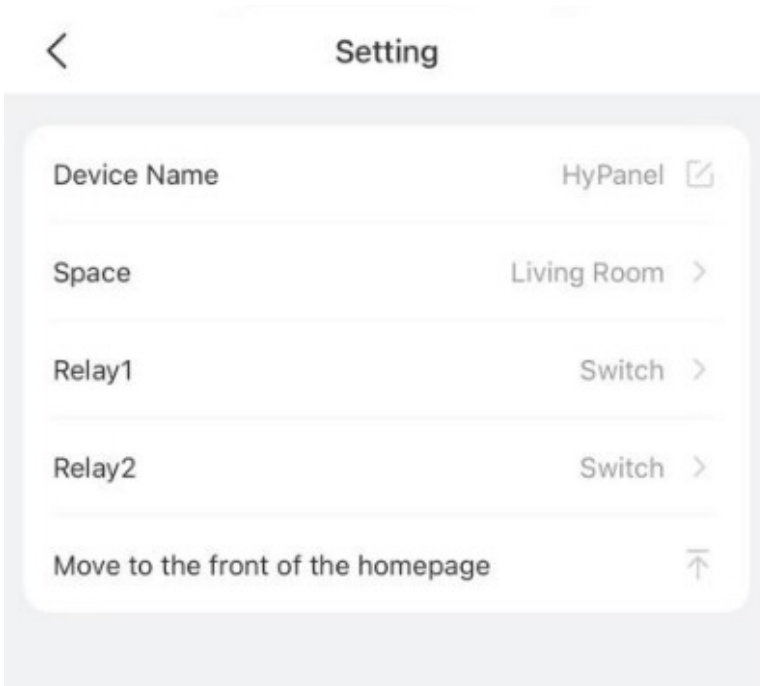 Setting
Device Name HyPanel
Space Living Room
Relay1 Switch
Relay2 Switch
Move to the front of the homepage